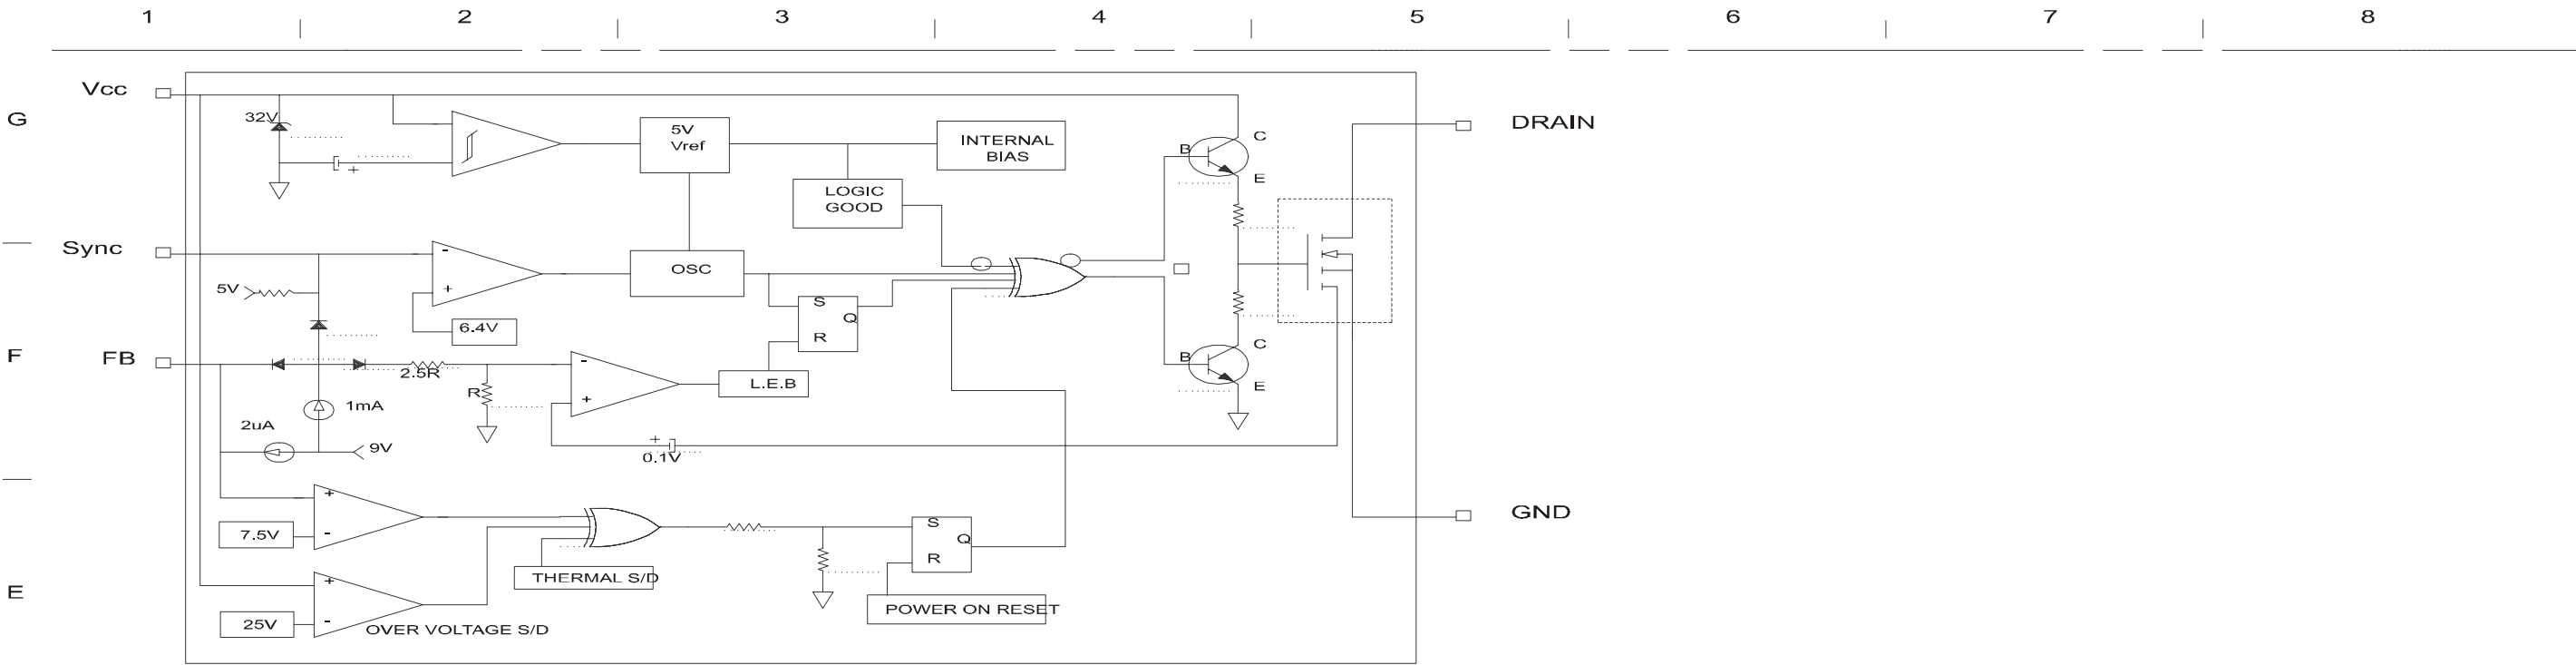 1 2 3 4 5 6 7 8
G
Vcc
32V
+
5V
Vref
INTERNAL
BIAS
LOGIC
GOOD
B
C
E
DRAIN
Sync
-
+
5V
6.4V
OSC
S
Q
R
F
FB
2.5R
R
-
+
L.E.B
B
C
E
1mA
2uA
9V
+
0.1V
+
-
7.5V
S
Q
R
GND
E
THERMAL S/D
+
-
25V
OVER VOLTAGE S/D
POWER ON RESET